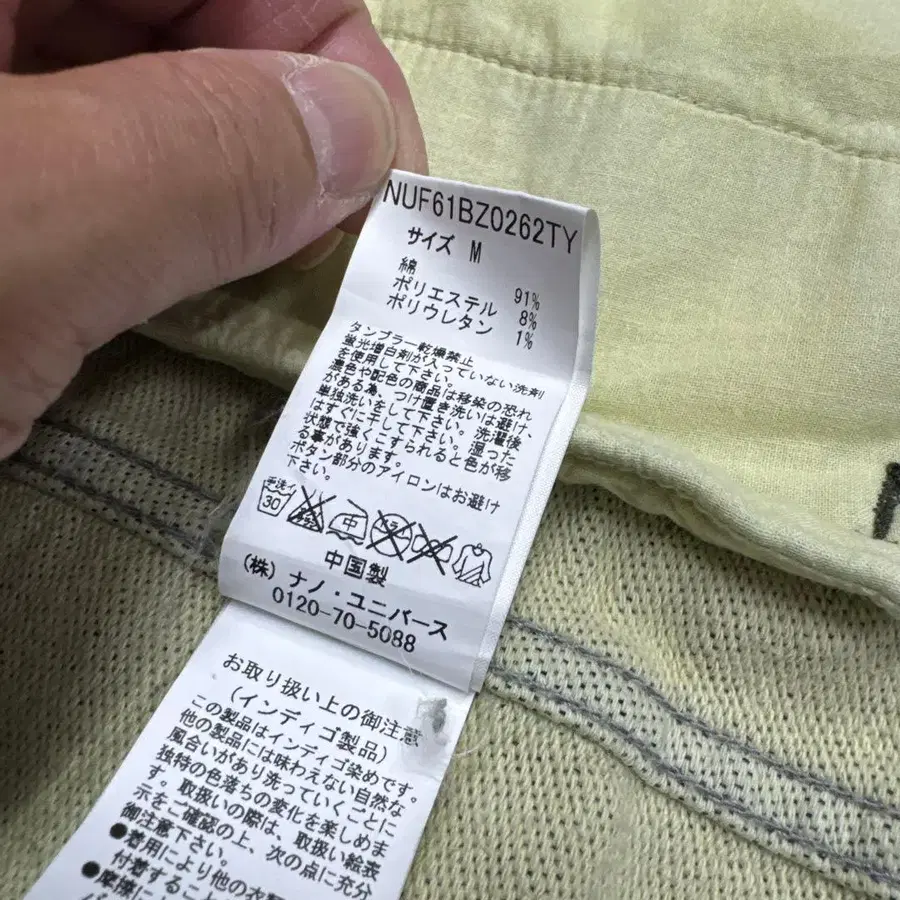 NUF61BZ0262TY
サイズ M
綿 91%
ポリエステル 8%
ポリウレタン 1%
タンブラー乾燥禁止
蛍光増白剤が入っていない洗剤
を使用して下さい。
濃色や配色の商品は移染の恐れ
がある為、つけ置き洗いは避け、
単独洗いをして下さい。洗濯後
はすぐに干して下さい。湿った
状態で強くこすられると色が移
る事があります。
ボタン部分のアイロンはお避け
下さい。
手洗イ
30
中
中国製
(株) ナノ・ユニバース
0120-70-5088
お取り扱い上の御注意
(インディゴ製品)
この製品はインディゴ染めです。
他の製品には味わえない自然な
風合いがあり洗っていくごとに
独特の色落ちの変化を楽しめま
す。取扱いの際は、取扱い絵表
示をご確認の上、次の点に充分
御注意下さい。
●着用により他の衣
付着すること
●摩擦に